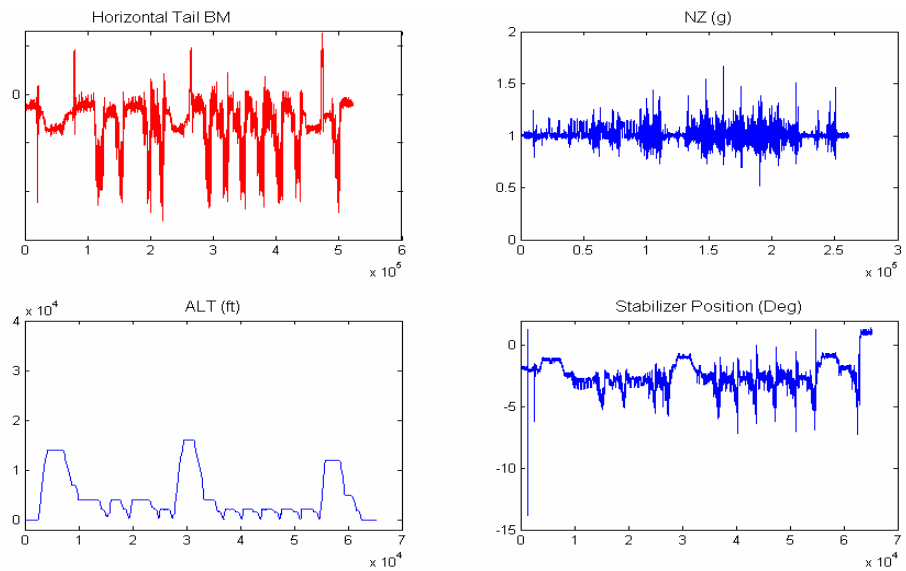 Horizontal Tail BM
0
0 1 2 3 4 5 6
x 10^5
NZ (g)
2
1.5
1
0.5
0
0 0.5 1 1.5 2 2.5 3
x 10^5
ALT (ft)
x 10^4
4
3
2
1
0
0 1 2 3 4 5 6 7
x 10^4
Stabilizer Position (Deg)
0
-5
-10
-15
0 1 2 3 4 5 6 7
x 10^4